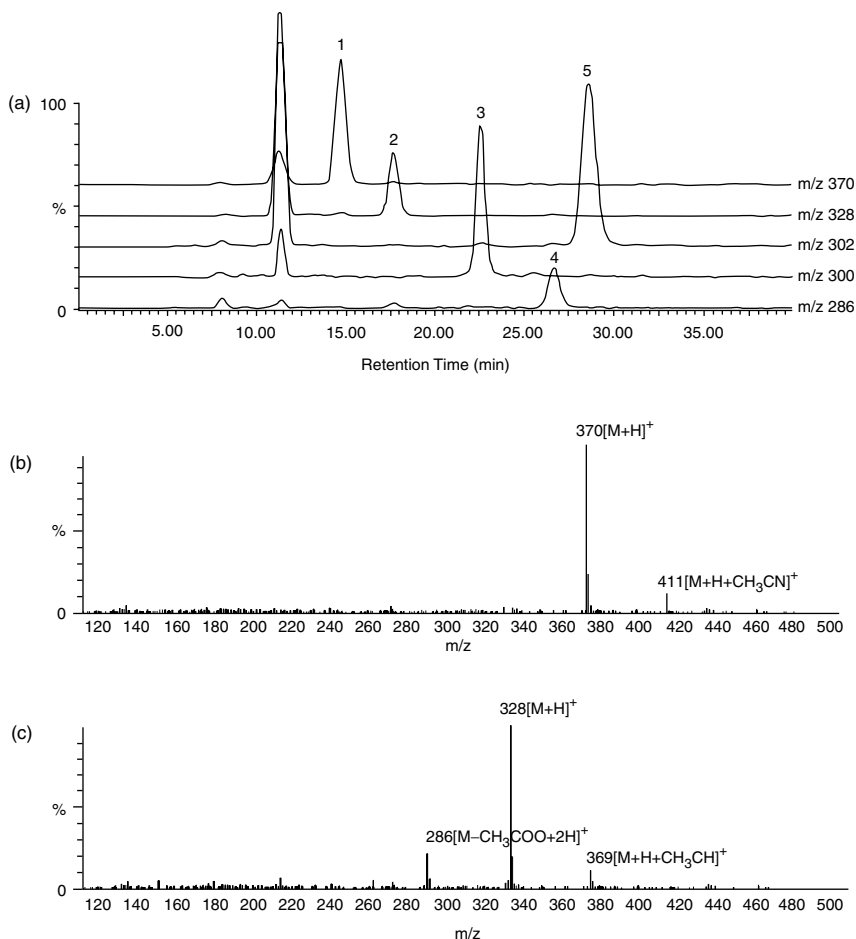 (a)
100
%
0
1
2
3
4
5
m/z 370
m/z 328
m/z 302
m/z 300
m/z 286
5.00 10.00 15.00 20.00 25.00 30.00 35.00
Retention Time (min)
(b)
%
0
370[M+H]+
411[M+H+CH3CN]+
120 140 160 180 200 220 240 260 280 300 320 340 360 380 400 420 440 460 480 500
m/z
(c)
%
0
328[M+H]+
286[M–CH3COO+2H]+
369[M+H+CH3CH]+
120 140 160 180 200 220 240 260 280 300 320 340 360 380 400 420 440 460 480 500
m/z